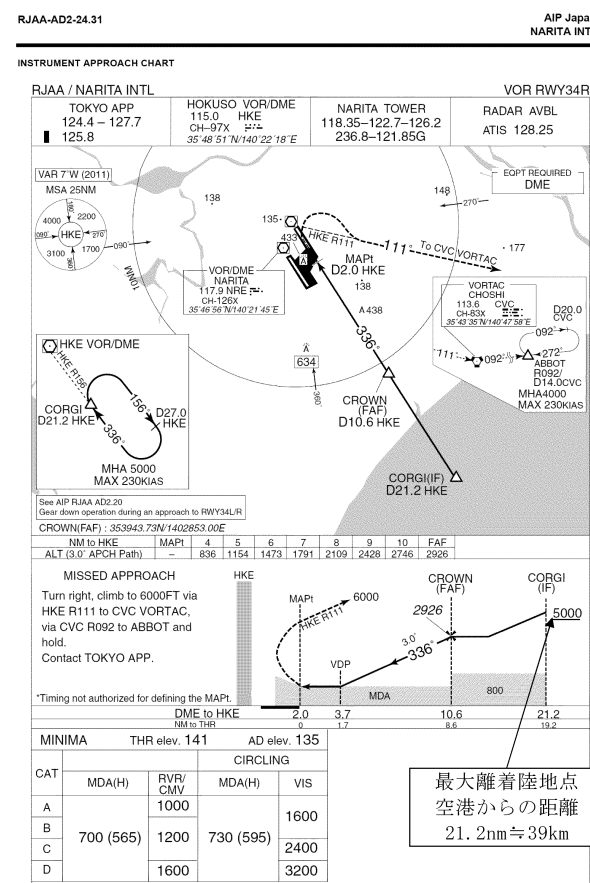 RJAA-AD2-24.31
AIP Japa
NARITA INT
INSTRUMENT APPROACH CHART
RJAA / NARITA INTL
VOR RWY34R
TOKYO APP
124.4 – 127.7
125.8
HOKUSO VOR/DME
115.0 HKE
CH–97X
35°48´51˝N/140°22´18˝E
NARITA TOWER
118.35–122.7–126.2
236.8–121.85G
RADAR AVBL
ATIS 128.25
VAR 7°W (2011)
MSA 25NM
180°
4000
2200
090°
HKE
270°
3100
1700
360°
090°
10NM
138
135
433
148
270°
EQPT REQUIRED
DME
HKE R111
111°
To CVC VORTAC
177
MAPt
D2.0 HKE
138
438
VOR/DME
NARITA
117.9 NRE
CH-126X
35°46´56˝N/140°21´45˝E
VORTAC
CHOSHI
113.6 CVC
CH-83X
35°43´35˝N/140°47´58˝E
D20.0
CVC
092°
111°
092°
272°
ABBOT
R092/
D14.0CVC
MHA4000
MAX 230KIAS
336°
634
360°
CROWN
(FAF)
D10.6 HKE
CORGI(IF)
D21.2 HKE
HKE VOR/DME
HKE R156
156°
CORGI
D21.2 HKE
D27.0
HKE
336°
MHA 5000
MAX 230KIAS
See AIP RJAA AD2.20
Gear down operation during an approach to RWY34L/R
CROWN(FAF) : 353943.73N/1402853.00E
NM to HKE MAPt 4 5 6 7 8 9 10 FAF
ALT (3.0° APCH Path) – 836 1154 1473 1791 2109 2428 2746 2926
MISSED APPROACH
Turn right, climb to 6000FT via
HKE R111 to CVC VORTAC,
via CVC R092 to ABBOT and
hold.
Contact TOKYO APP.
*Timing not authorized for defining the MAPt.
HKE
MAPt
6000
HKE R111
CROWN
(FAF)
CORGI
(IF)
2926
5000
3.0°
336°
VDP
MDA
800
DME to HKE 2.0 3.7 10.6 21.2
NM to THR 0 1.7 8.6 19.2
MINIMA THR elev. 141 AD elev. 135
CAT
CIRCLING
MDA(H)
RVR/
CMV
MDA(H)
VIS
A
B
C
D
700 (565)
1000
1200
1600
730 (595)
1600
2400
3200
最大離着陸地点
空港からの距離
21.2nm≒39km